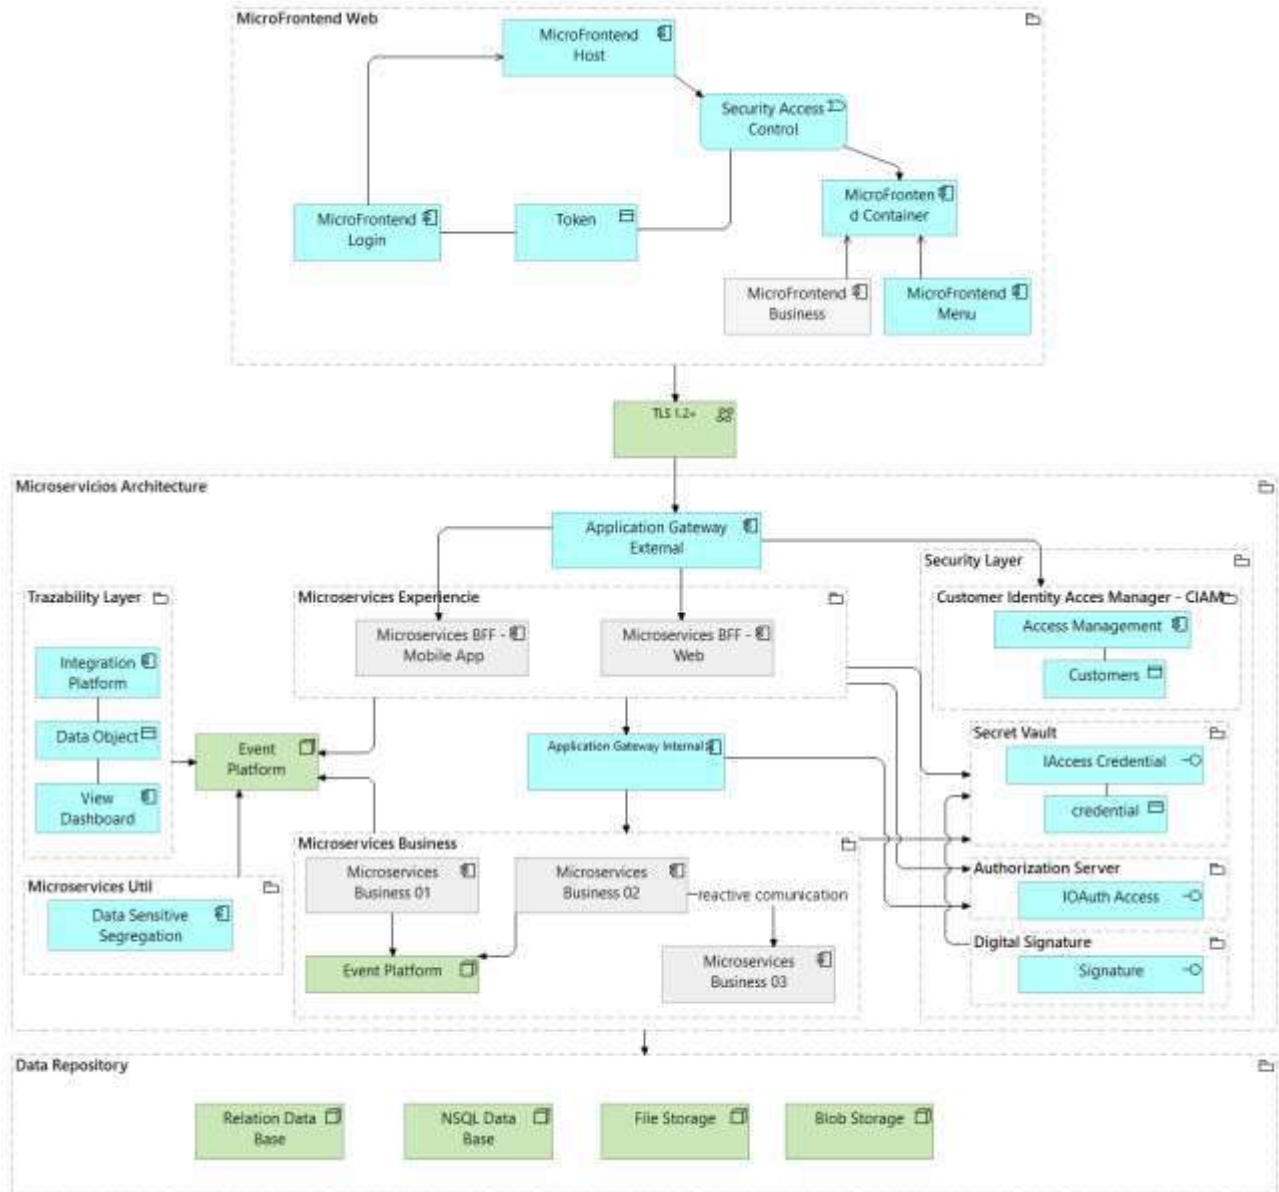 MicroFrontend Web
MicroFrontend
Host
Security Access
Control
MicroFronten
d Container
MicroFrontend
Login
Token
MicroFrontend
Business
MicroFrontend
Menu
TLS 1.2+
Microservicios Architecture
Application Gateway
External
Security Layer
Trazability Layer
Microservices Experiencie
Customer Identity Acces Manager - CIAM
Microservices BFF -
Mobile App
Microservices BFF -
Web
Access Management
Customers
Integration
Platform
Data Object
View
Dashboard
Event
Platform
Application Gateway Internal
Secret Vault
IAccess Credential
credential
Microservices Business
Microservices
Business 01
Microservices
Business 02
reactive comunication
Microservices
Business 03
Event Platform
Authorization Server
IOAuth Access
Digital Signature
Signature
Microservices Util
Data Sensitive
Segregation
Data Repository
Relation Data
Base
NSQL Data
Base
File Storage
Blob Storage